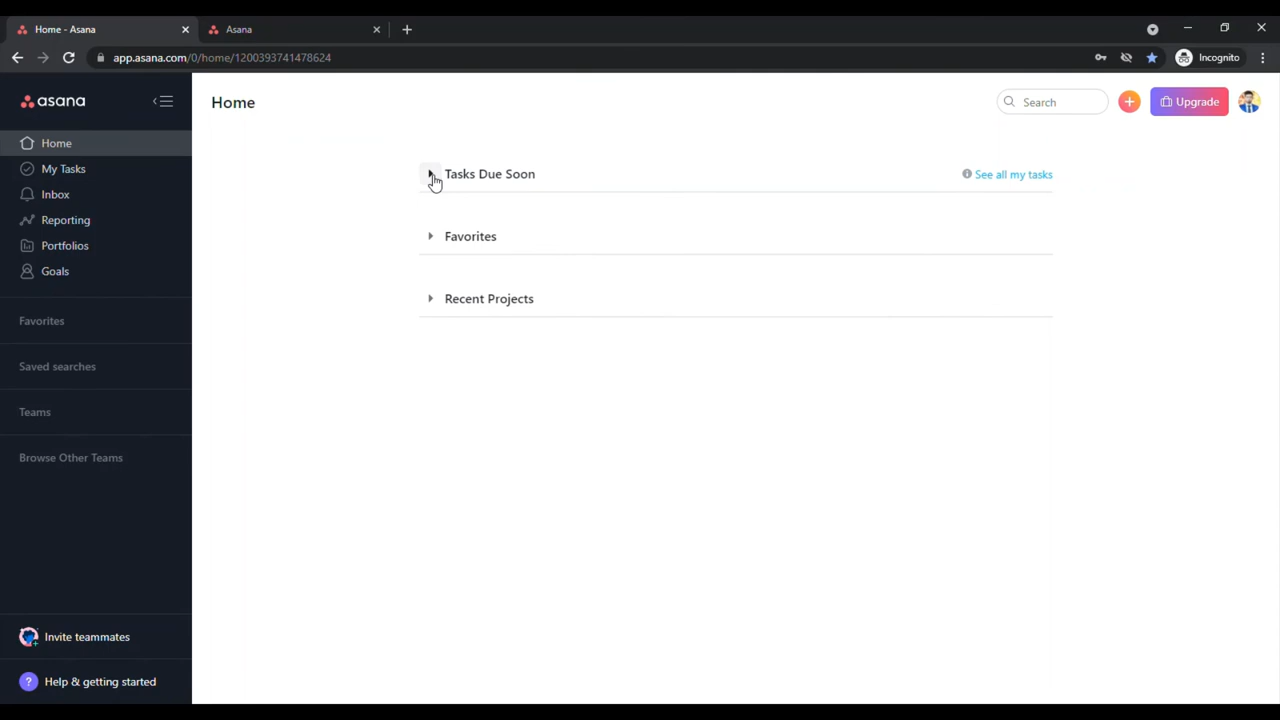 Home - Asana
Asana
app.asana.com/0/home/1200393741478624
Incognito
asana
Home
Search
Upgrade
Home
My Tasks
Inbox
Reporting
Portfolios
Goals
Tasks Due Soon
See all my tasks
Favorites
Recent Projects
Favorites
Saved searches
Teams
Browse Other Teams
Invite teammates
? Help & getting started